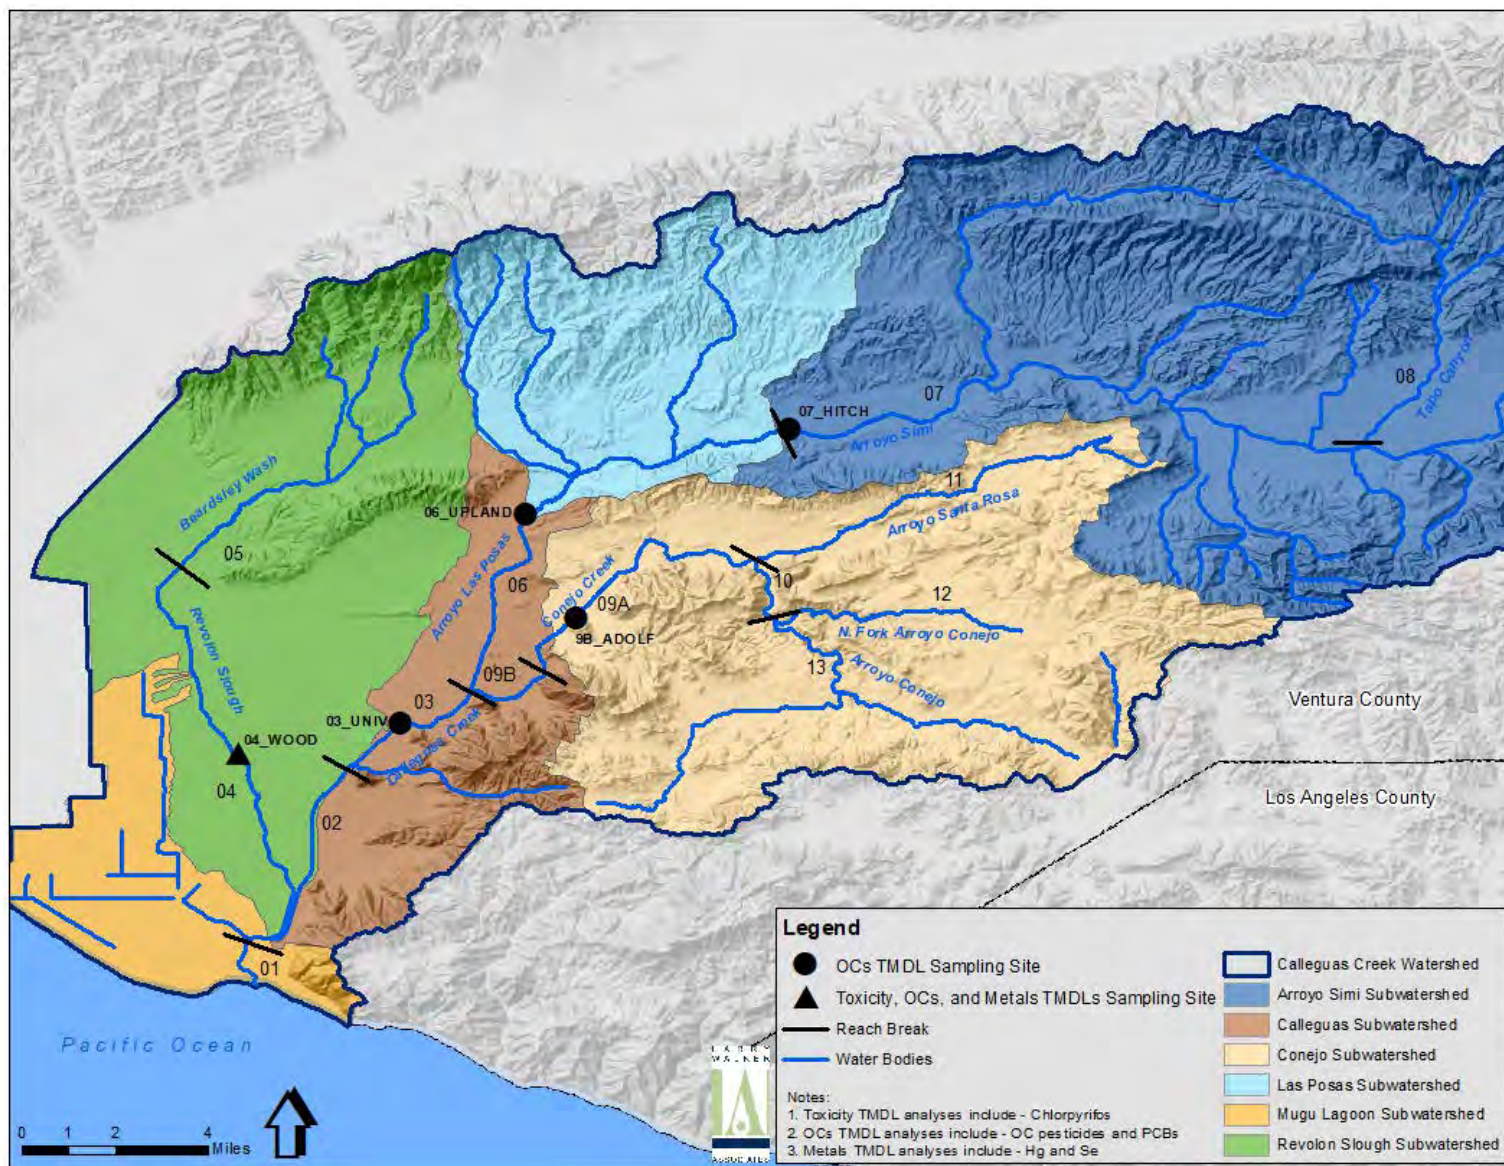 08
Tapo Canyon
07
07_HITCH
Arroyo Simi
11
Arroyo Santa Rosa
Beardsley Wash
05
06_UPLAND
Arroyo Las Posas
06
Conejo Creek
09A
9B_ADOLF
10
12
N. Fork Arroyo Conejo
13
Arroyo Conejo
Revolon Slough
09B
03
03_UNIV
Calleguas Creek
04_WOOD
04
02
01
Ventura County
Los Angeles County
Pacific Ocean
0 1 2 4
Miles
LARRY
WALKER
ASSOCIATES
Legend
OCs TMDL Sampling Site
Toxicity, OCs, and Metals TMDLs Sampling Site
Reach Break
Water Bodies
Notes:
1. Toxicity TMDL analyses include - Chlorpyrifos
2. OCs TMDL analyses include - OC pesticides and PCBs
3. Metals TMDL analyses include - Hg and Se
Calleguas Creek Watershed
Arroyo Simi Subwatershed
Calleguas Subwatershed
Conejo Subwatershed
Las Posas Subwatershed
Mugu Lagoon Subwatershed
Revolon Slough Subwatershed